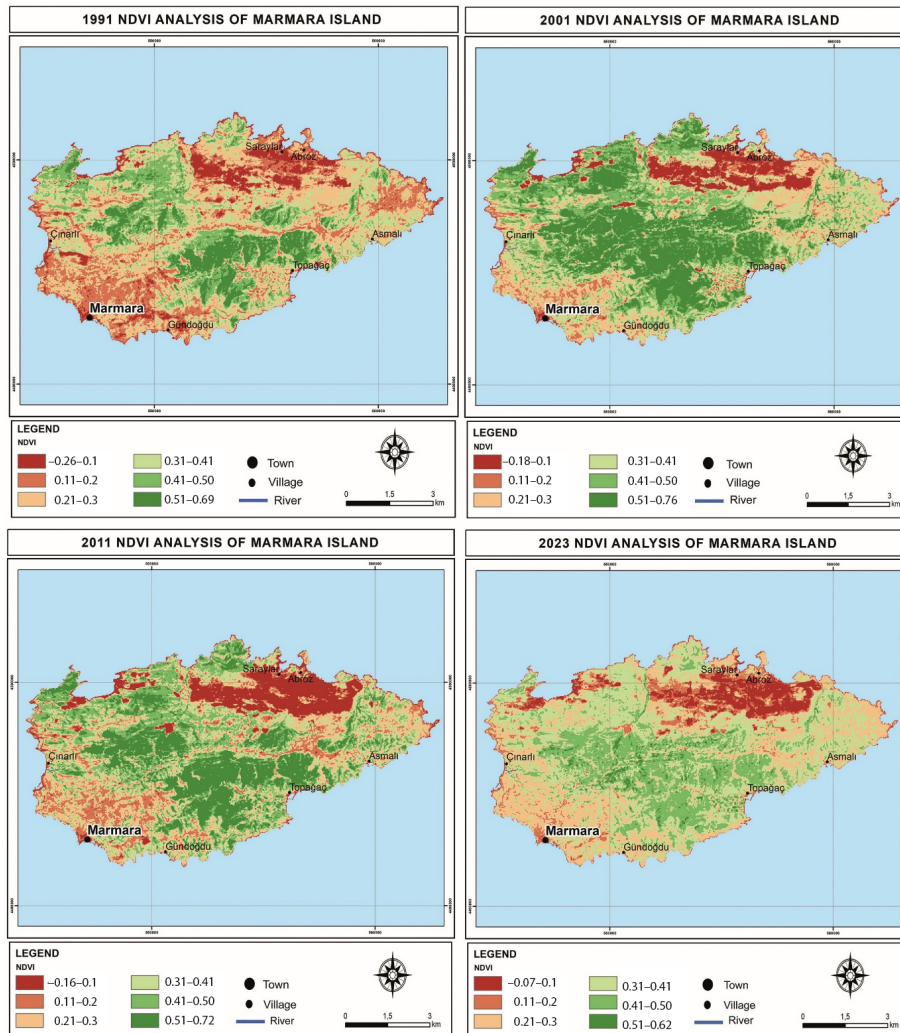 1991 NDVI ANALYSIS OF MARMARA ISLAND
Saraylar
Abroz
Çınarlı
Asmalı
Topağaç
Marmara
Gündoğdu
LEGEND
NDVI
–0.26–0.1
0.11–0.2
0.21–0.3
0.31–0.41
0.41–0.50
0.51–0.69
Town
Village
River
0 1,5 3
km
2001 NDVI ANALYSIS OF MARMARA ISLAND
Saraylar
Abroz
Çınarlı
Asmalı
Topağaç
Marmara
Gündoğdu
LEGEND
NDVI
–0.18–0.1
0.11–0.2
0.21–0.3
0.31–0.41
0.41–0.50
0.51–0.76
Town
Village
River
0 1,5 3
km
2011 NDVI ANALYSIS OF MARMARA ISLAND
Saraylar
Abroz
Çınarlı
Asmalı
Topağaç
Marmara
Gündoğdu
LEGEND
NDVI
–0.16–0.1
0.11–0.2
0.21–0.3
0.31–0.41
0.41–0.50
0.51–0.72
Town
Village
River
0 1,5 3
km
2023 NDVI ANALYSIS OF MARMARA ISLAND
Saraylar
Abroz
Çınarlı
Asmalı
Topağaç
Marmara
Gündoğdu
LEGEND
NDVI
–0.07–0.1
0.11–0.2
0.21–0.3
0.31–0.41
0.41–0.50
0.51–0.62
Town
Village
River
0 1,5 3
km